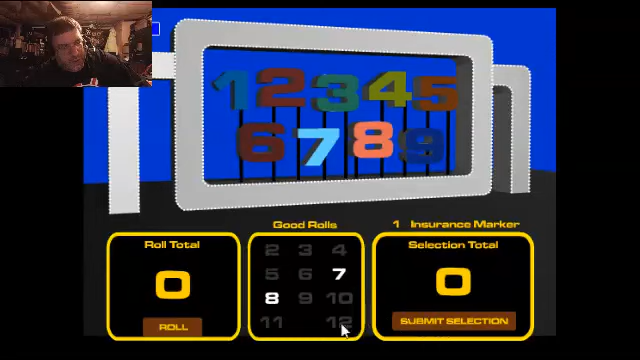 1 2 3 4 5
6 7 8 9
Good Rolls
1 Insurance Marker
Roll Total
0
ROLL
2 3 4
5 6 7
8 9 10
11 12
Selection Total
0
SUBMIT SELECTION